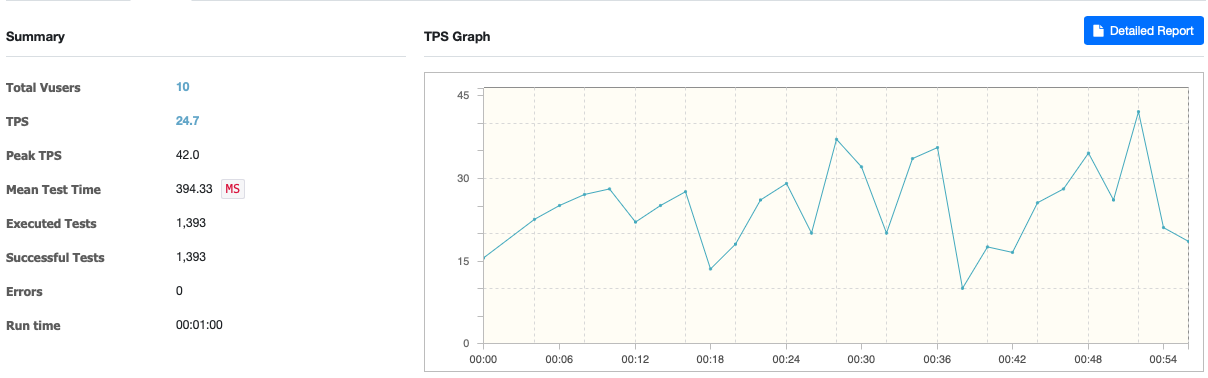 Summary
Total Vusers 10
TPS 24.7
Peak TPS 42.0
Mean Test Time 394.33 MS
Executed Tests 1,393
Successful Tests 1,393
Errors 0
Run time 00:01:00
TPS Graph
Detailed Report
45
30
15
0
00:00 00:06 00:12 00:18 00:24 00:30 00:36 00:42 00:48 00:54